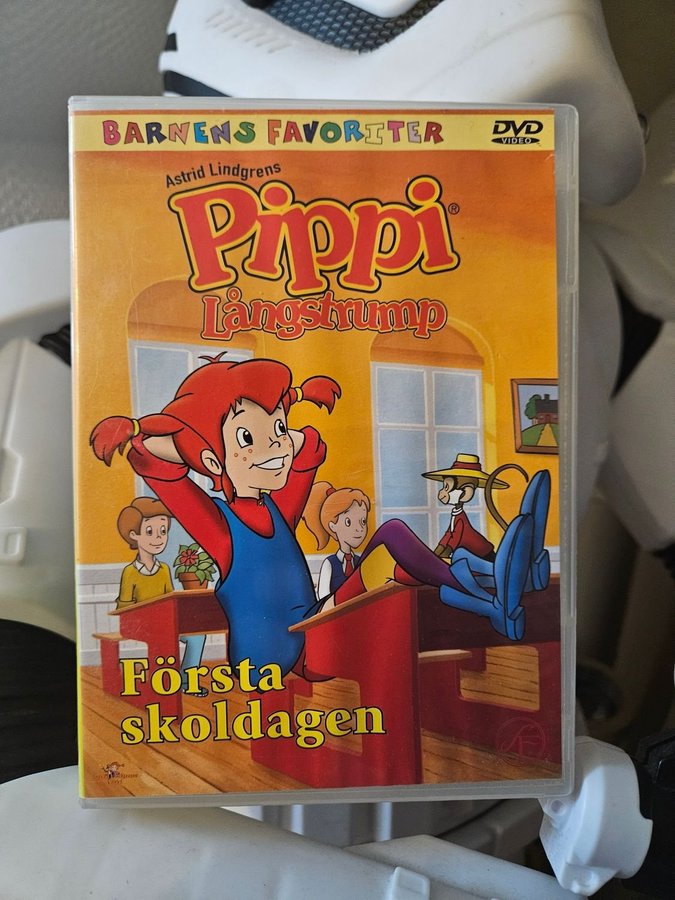 BARNENS FAVORITER
DVD
VIDEO
Astrid Lindgrens
Pippi®
Långstrump
Första
skoldagen